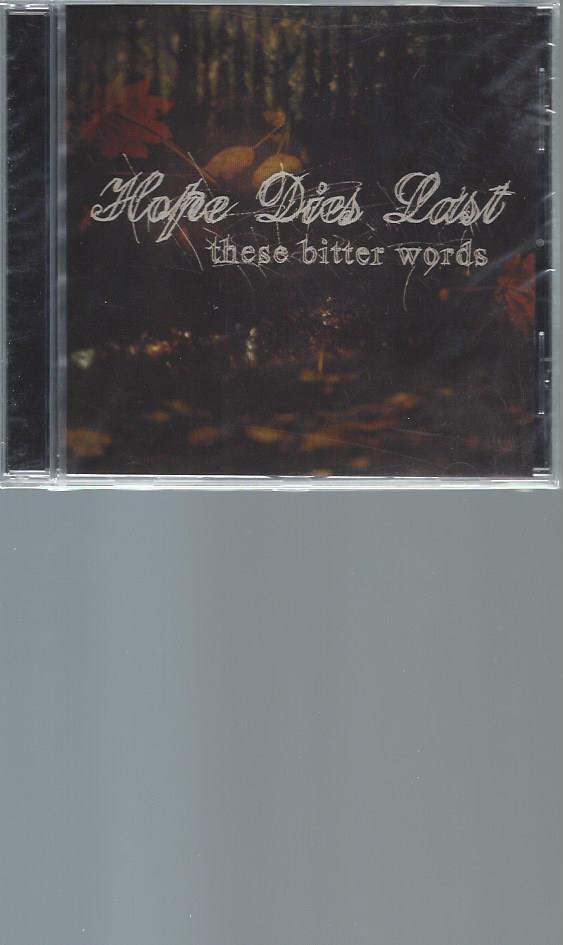 Hope Dies Last
these bitter words